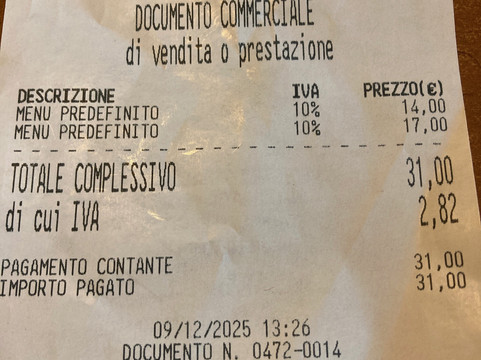 DOCUMENTO COMMERCIALE
di vendita o prestazione
DESCRIZIONE IVA PREZZO(€)
MENU PREDEFINITO 10% 14,00
MENU PREDEFINITO 10% 17,00
TOTALE COMPLESSIVO 31,00
di cui IVA 2,82
PAGAMENTO CONTANTE 31,00
IMPORTO PAGATO 31,00
09/12/2025 13:26
DOCUMENTO N. 0472-0014